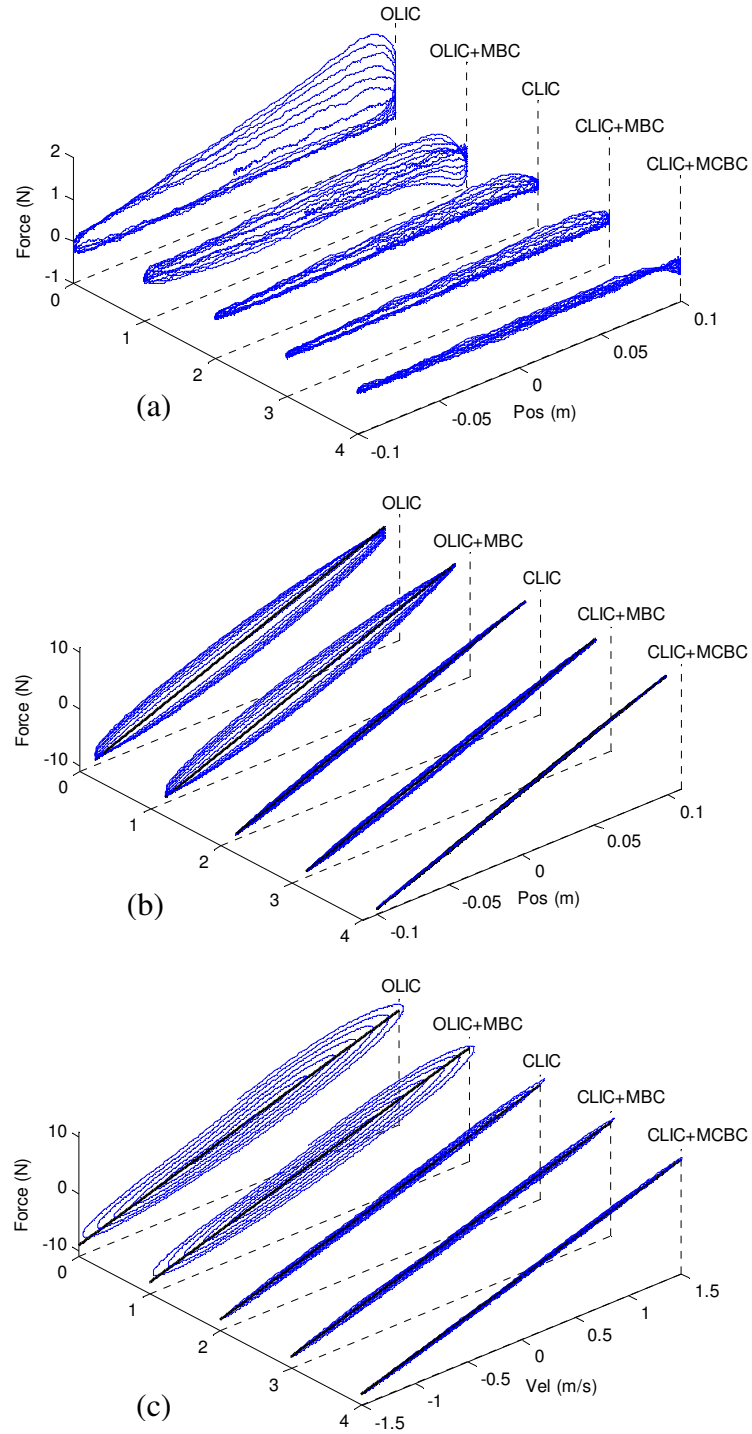 OLIC
OLIC+MBC
CLIC
CLIC+MBC
CLIC+MCBC
2
1
0
-1
Force (N)
0
1
2
3
4
-0.1
-0.05
0
0.05
0.1
Pos (m)
(a)
OLIC
OLIC+MBC
CLIC
CLIC+MBC
CLIC+MCBC
10
0
-10
Force (N)
0
1
2
3
4
-0.1
-0.05
0
0.05
0.1
Pos (m)
(b)
OLIC
OLIC+MBC
CLIC
CLIC+MBC
CLIC+MCBC
10
0
-10
Force (N)
0
1
2
3
4
-1.5
-1
-0.5
0
0.5
1
1.5
Vel (m/s)
(c)